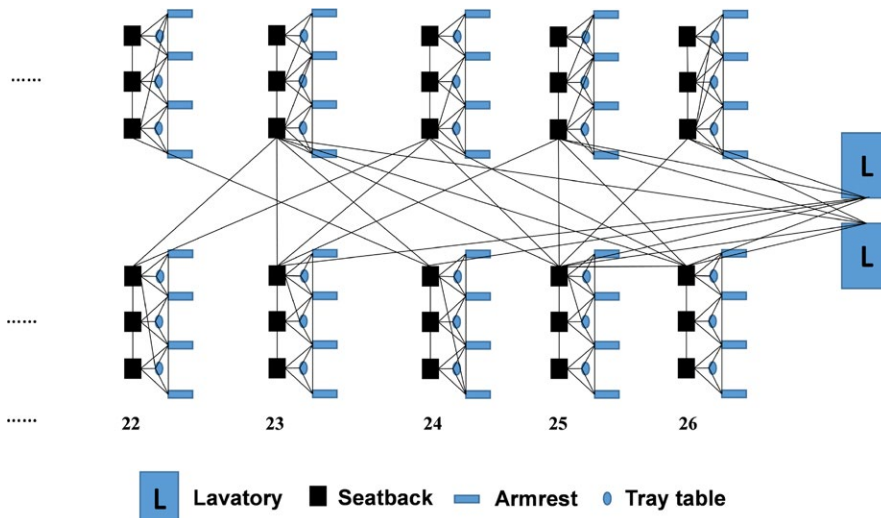 ......
L
L
......
......
22 23 24 25 26
L Lavatory Seatback Armrest Tray table